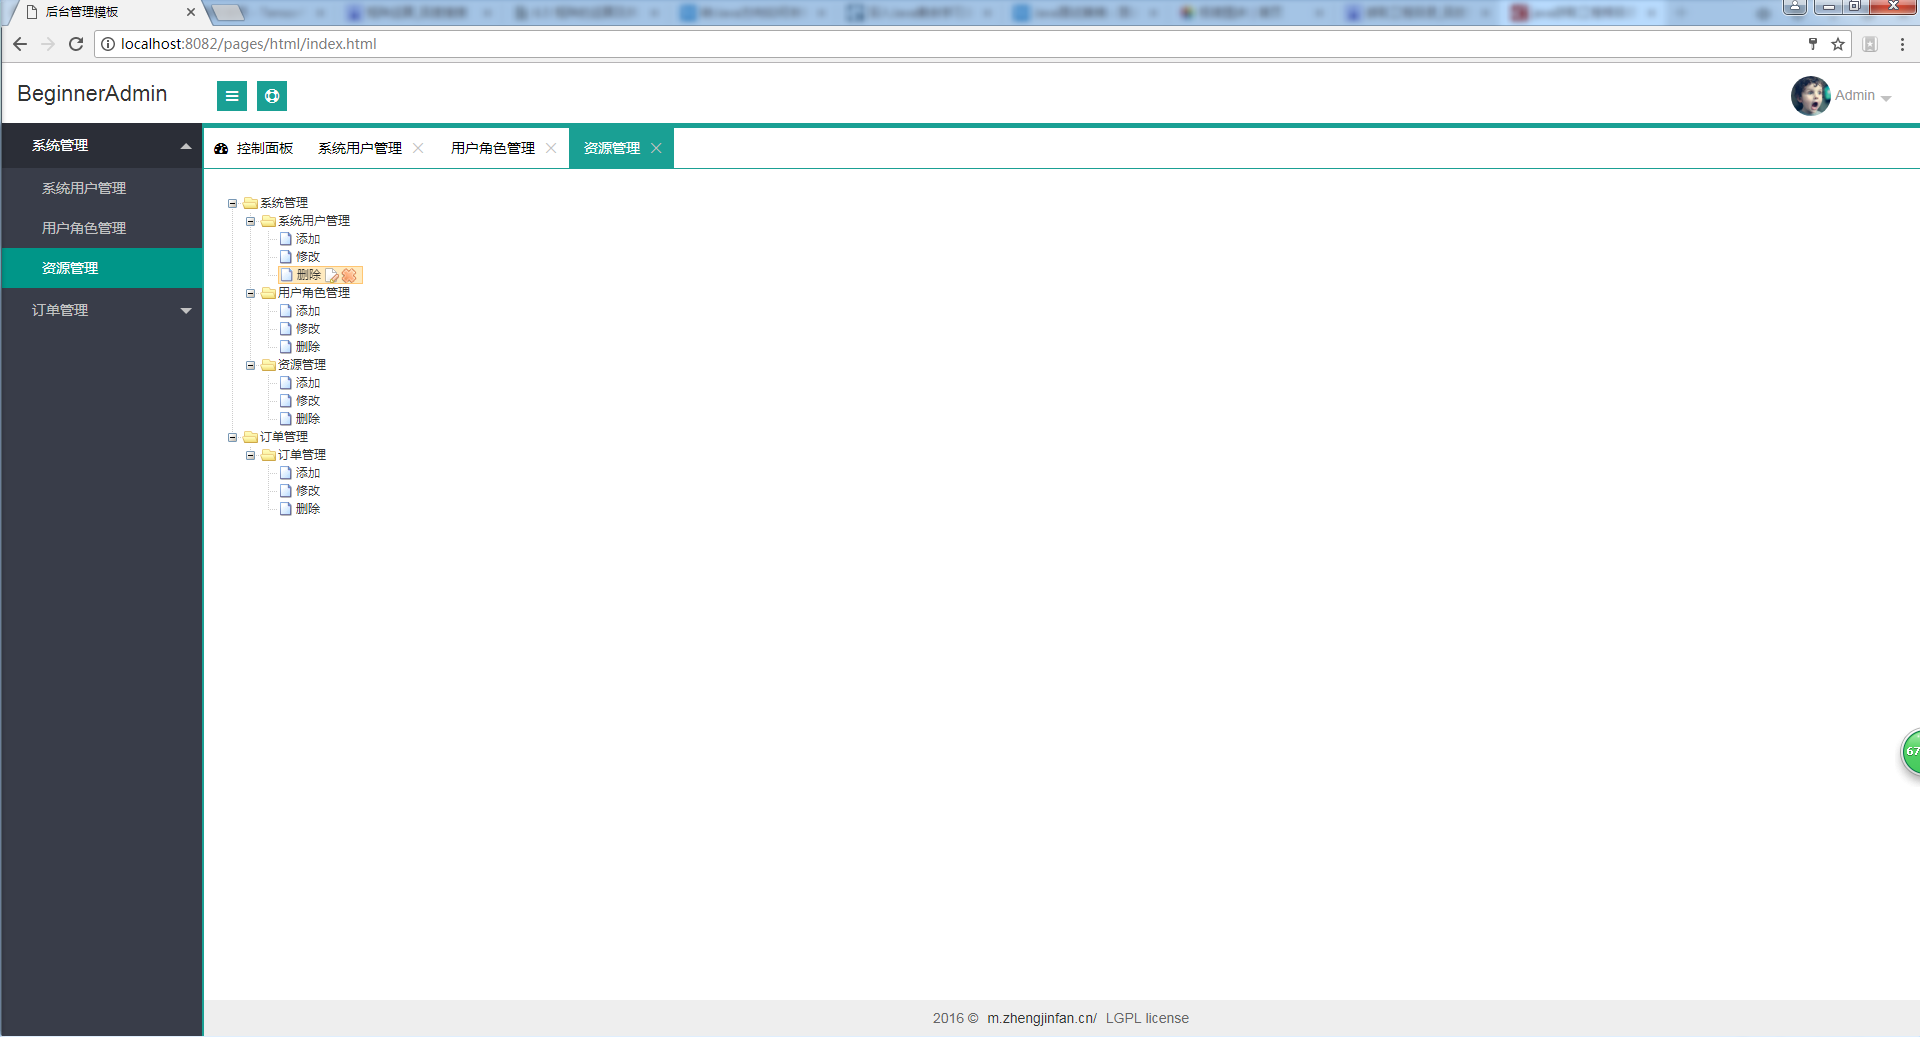 后台管理模板
localhost:8082/pages/html/index.html
BeginnerAdmin
Admin
系统管理
系统用户管理
用户角色管理
资源管理
订单管理
控制面板 系统用户管理 用户角色管理 资源管理
系统管理
系统用户管理
添加
修改
删除
用户角色管理
添加
修改
删除
资源管理
添加
修改
删除
订单管理
订单管理
添加
修改
删除
67
2016 © m.zhengjinfan.cn/ LGPL license